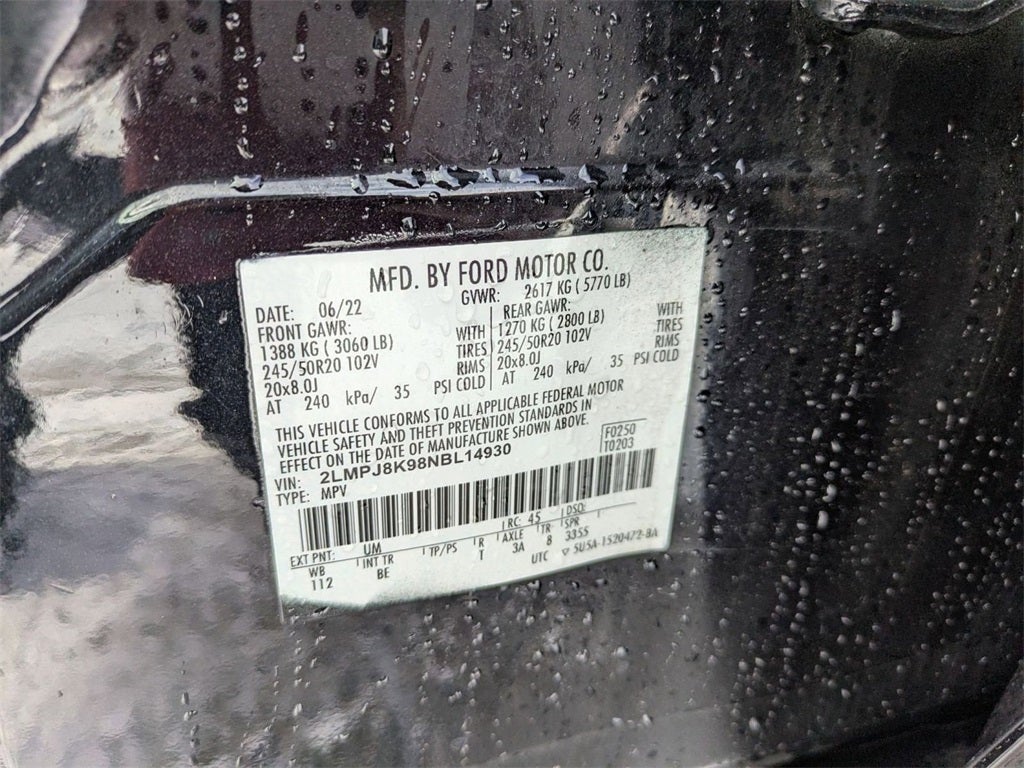 MFD. BY FORD MOTOR CO.
DATE: 06/22 GVWR: 2617 KG ( 5770 LB)
FRONT GAWR: WITH
1388 KG ( 3060 LB) TIRES
245/50R20 102V RIMS
20x8.0J
AT 240 kPa/ 35 PSI COLD
REAR GAWR: WITH
1270 KG ( 2800 LB) TIRES
245/50R20 102V RIMS
20x8.0J
AT 240 kPa/ 35 PSI COLD
THIS VEHICLE CONFORMS TO ALL APPLICABLE FEDERAL MOTOR
VEHICLE SAFETY AND THEFT PREVENTION STANDARDS IN
EFFECT ON THE DATE OF MANUFACTURE SHOWN ABOVE.
F0250
T0203
VIN: 2LMPJ8K98NBL14930
TYPE: MPV
EXT PNT: UM RC: 45 DSO:
WB INT TR TP/PS R AXLE TR SPR
112 BE T 3A 8 3355
UTC ▽ 5U5A-1520472-BA